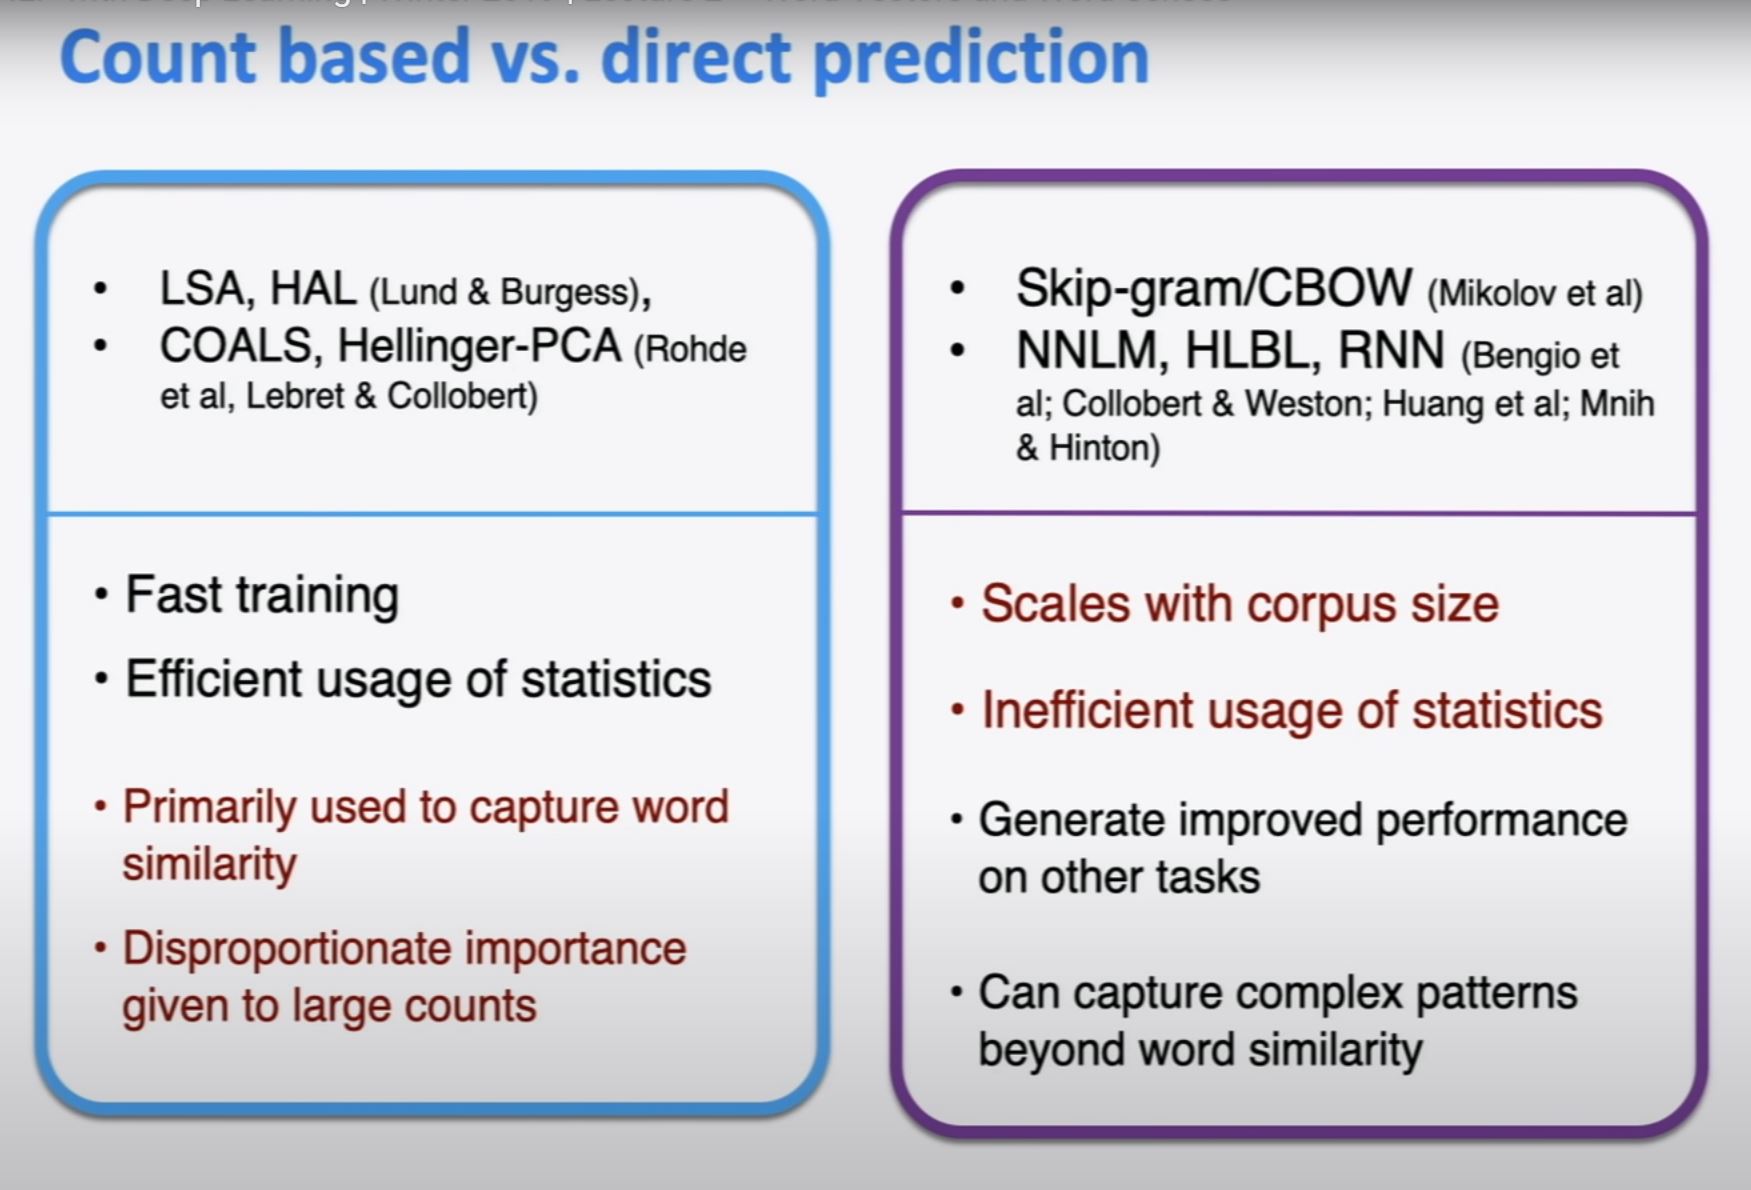 Count based vs. direct prediction
• LSA, HAL (Lund & Burgess),
• COALS, Hellinger-PCA (Rohde
et al, Lebret & Collobert)
• Fast training
• Efficient usage of statistics
• Primarily used to capture word
similarity
• Disproportionate importance
given to large counts
• Skip-gram/CBOW (Mikolov et al)
• NNLM, HLBL, RNN (Bengio et
al; Collobert & Weston; Huang et al; Mnih
& Hinton)
• Scales with corpus size
• Inefficient usage of statistics
• Generate improved performance
on other tasks
• Can capture complex patterns
beyond word similarity